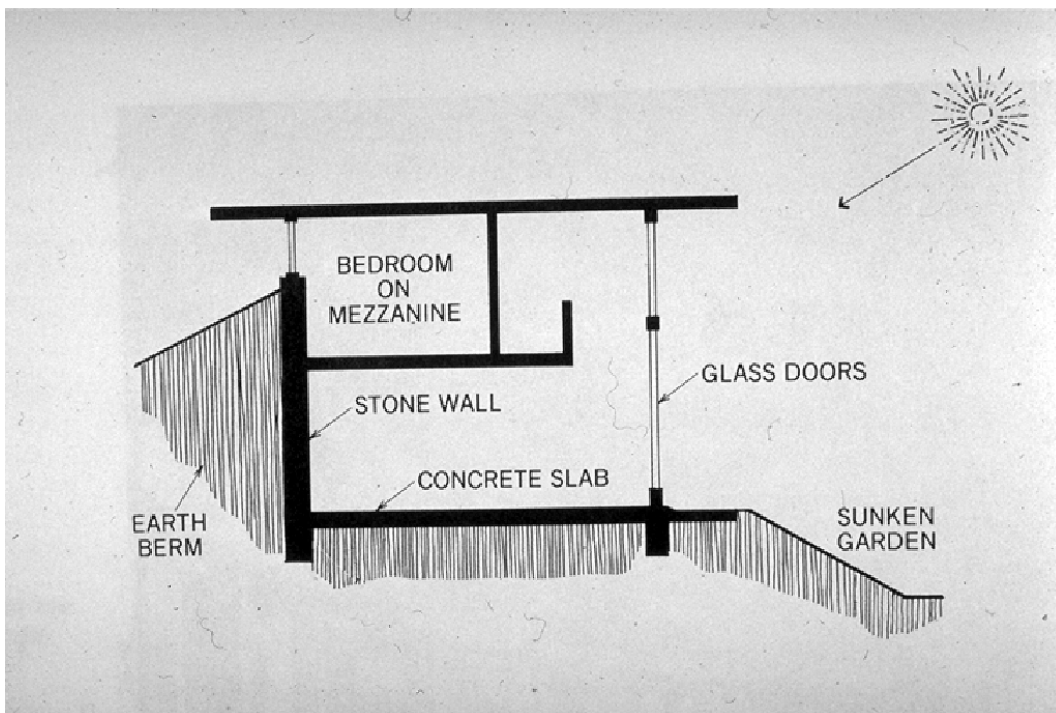 BEDROOM
ON
MEZZANINE
GLASS DOORS
STONE WALL
CONCRETE SLAB
EARTH
BERM
SUNKEN
GARDEN